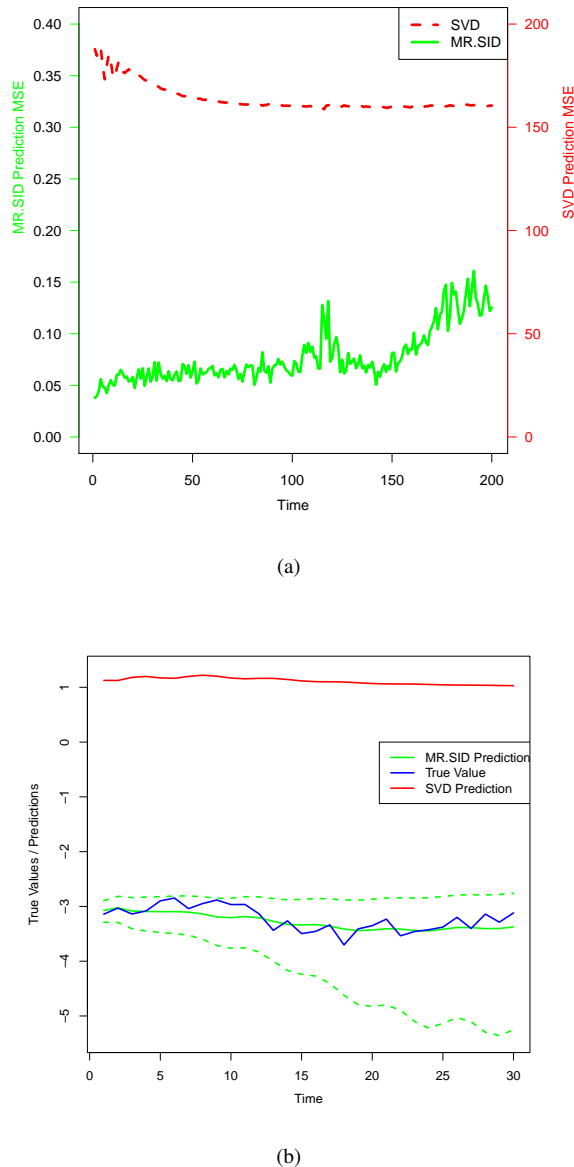 0.40
0.35
0.30
0.25
0.20
0.15
0.10
0.05
0.00
MR.SID Prediction MSE
SVD
MR.SID
200
150
100
50
0
SVD Prediction MSE
0 50 100 150 200
Time
(a)
1
0
−1
−2
−3
−4
−5
True Values / Predictions
MR.SID Prediction
True Value
SVD Prediction
0 5 10 15 20 25 30
Time
(b)